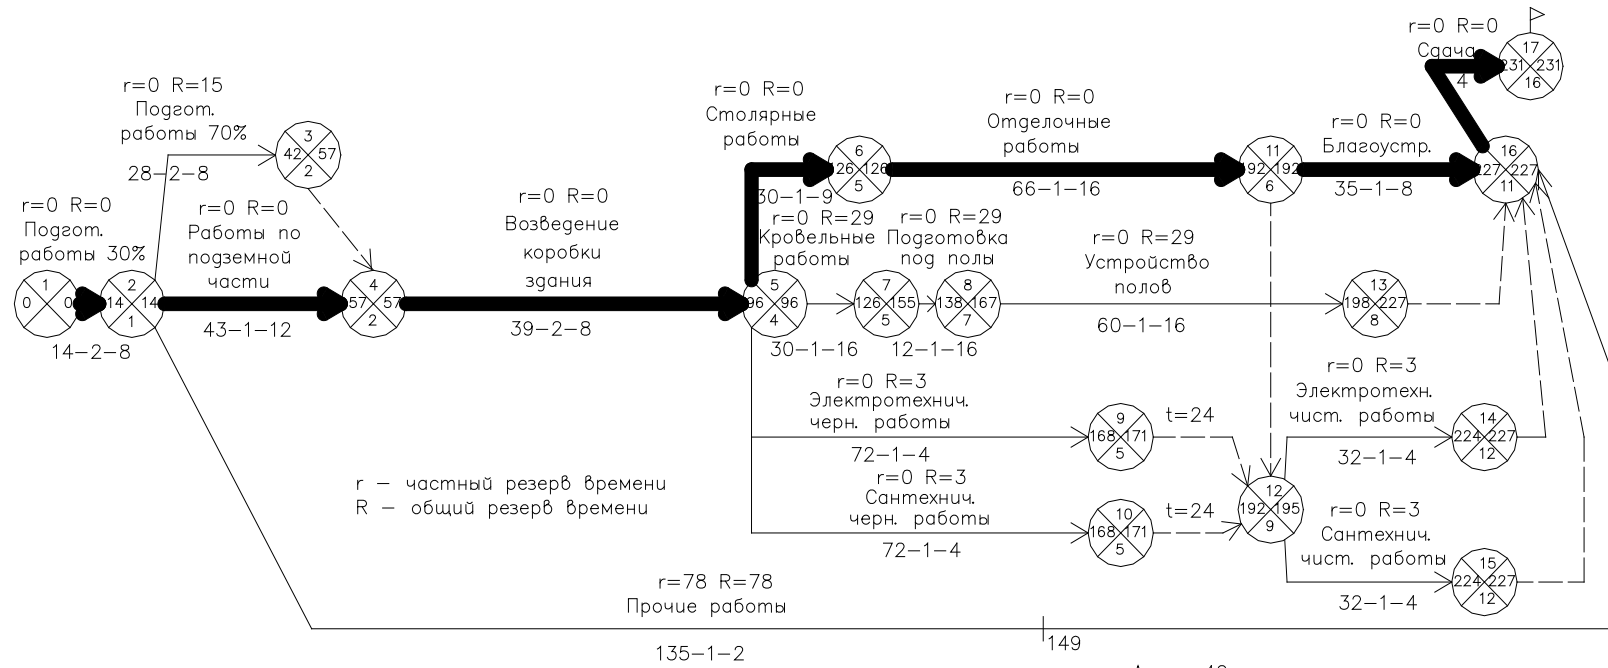 r=0 R=0
Сдача
4
17
231 231
16
r=0 R=15
Подгот.
работы 70%
28-2-8
3
42 57
2
r=0 R=0
Подгот.
работы 30%
14-2-8
1
0 0
2
14 14
1
r=0 R=0
Работы по
подземной
части
43-1-12
4
57 57
2
r=0 R=0
Возведение
коробки
здания
39-2-8
5
96 96
4
r=0 R=0
Столярные
работы
30-1-9
6
126 126
5
r=0 R=0
Отделочные
работы
66-1-16
11
192 192
6
r=0 R=0
Благоустр.
35-1-8
16
227 227
11
r=0 R=29
Кровельные
работы
30-1-16
7
126 155
5
r=0 R=29
Подготовка
под полы
12-1-16
8
138 167
7
r=0 R=29
Устройство
полов
60-1-16
13
198 227
8
r=0 R=3
Электротехнич.
черн. работы
72-1-4
9
168 171
5
t=24
r=0 R=3
Сантехнич.
черн. работы
72-1-4
10
168 171
5
t=24
12
192 195
9
r=0 R=3
Электротехн.
чист. работы
32-1-4
14
224 227
12
r=0 R=3
Сантехнич.
чист. работы
32-1-4
15
224 227
12
r — частный резерв времени
R — общий резерв времени
r=78 R=78
Прочие работы
135-1-2
149